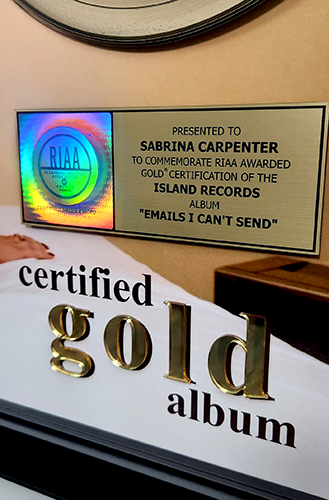 RIAA
PRESENTED TO
SABRINA CARPENTER
TO COMMEMORATE RIAA AWARDED
GOLD® CERTIFICATION OF THE
ISLAND RECORDS
ALBUM
"EMAILS I CAN'T SEND"
certified
gold
album